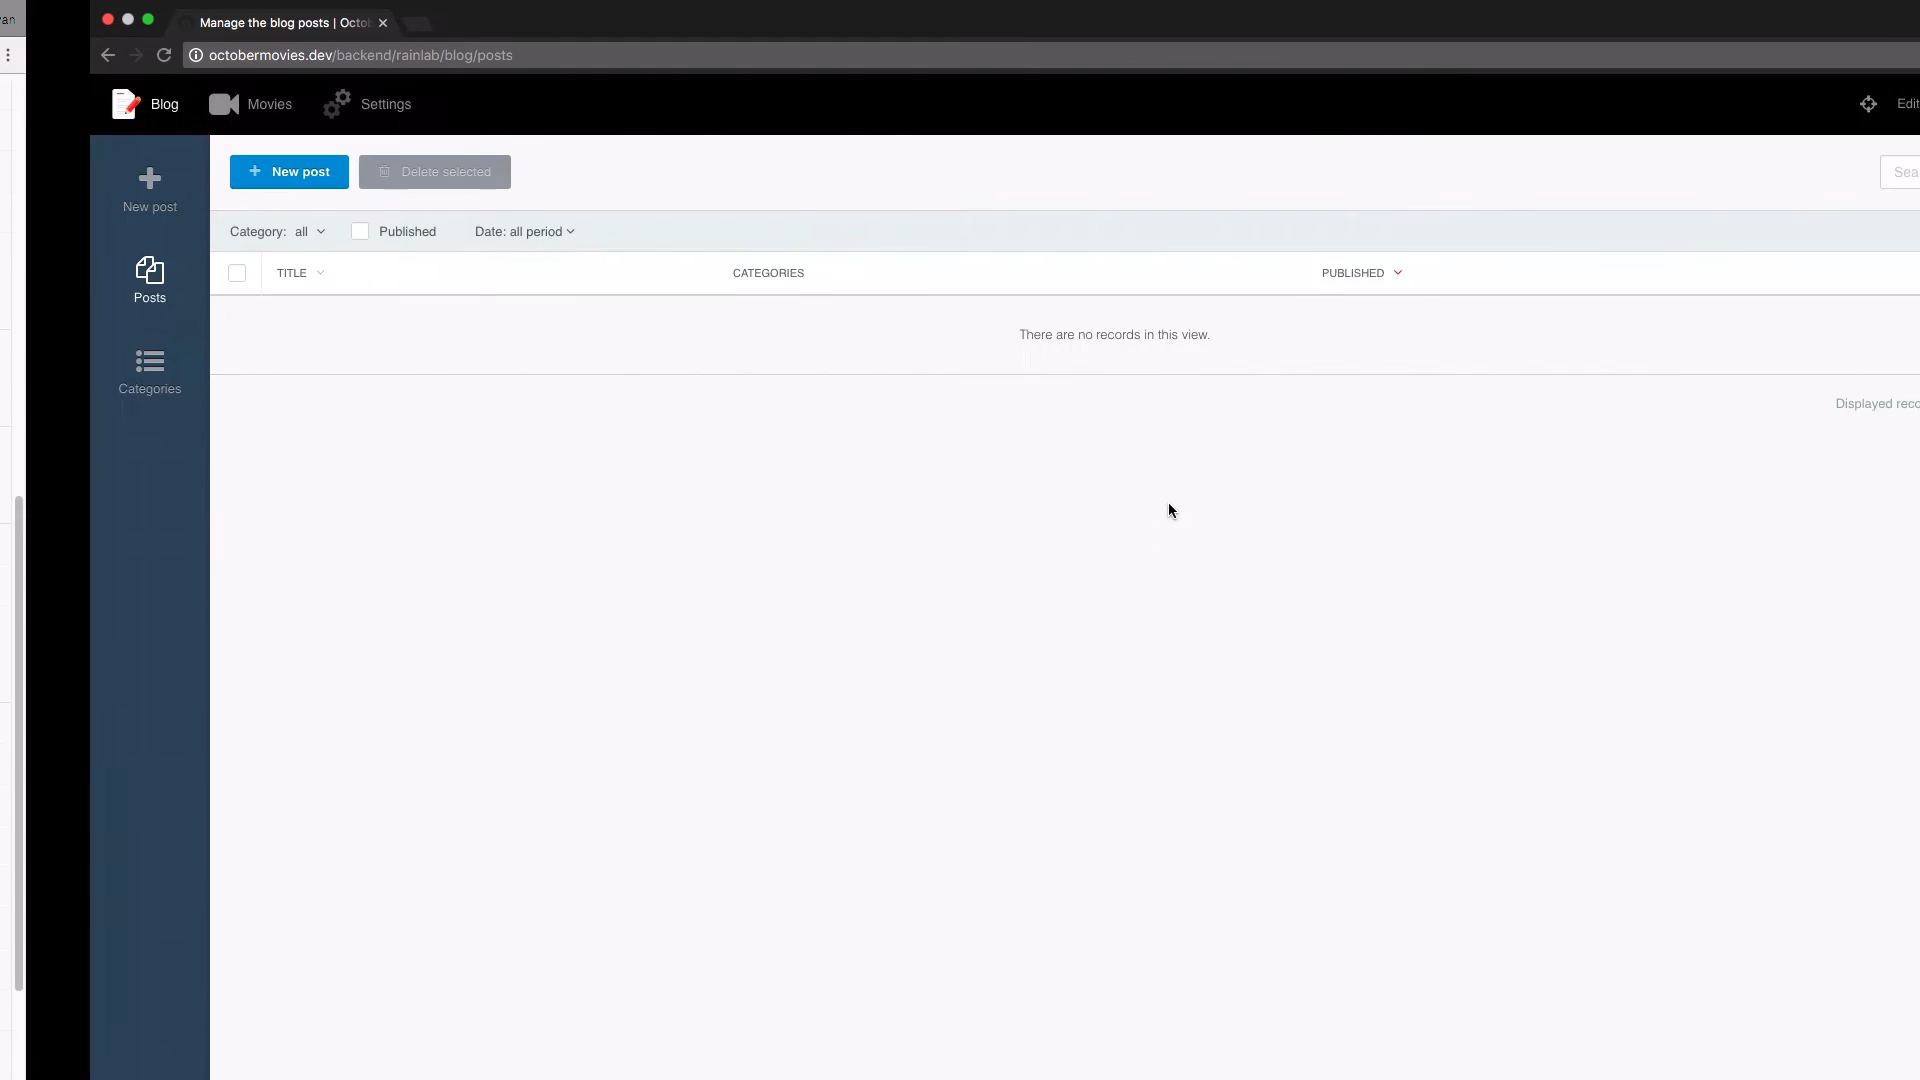 Manage the blog posts | Octo
octobermovies.dev/backend/rainlab/blog/posts
Blog
Movies
Settings
Edit
New post
Delete selected
Sea
New post
Category: all
Published
Date: all period
TITLE
CATEGORIES
PUBLISHED
Posts
There are no records in this view.
Categories
Displayed reco